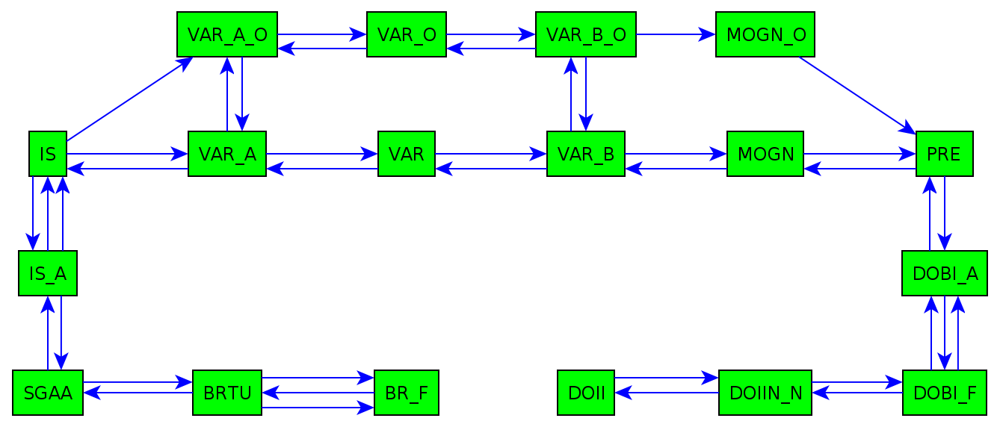 VAR_A_O
VAR_O
VAR_B_O
MOGN_O
IS
VAR_A
VAR
VAR_B
MOGN
PRE
IS_A
DOBI_A
SGAA
BRTU
BR_F
DOII
DOIIN_N
DOBI_F